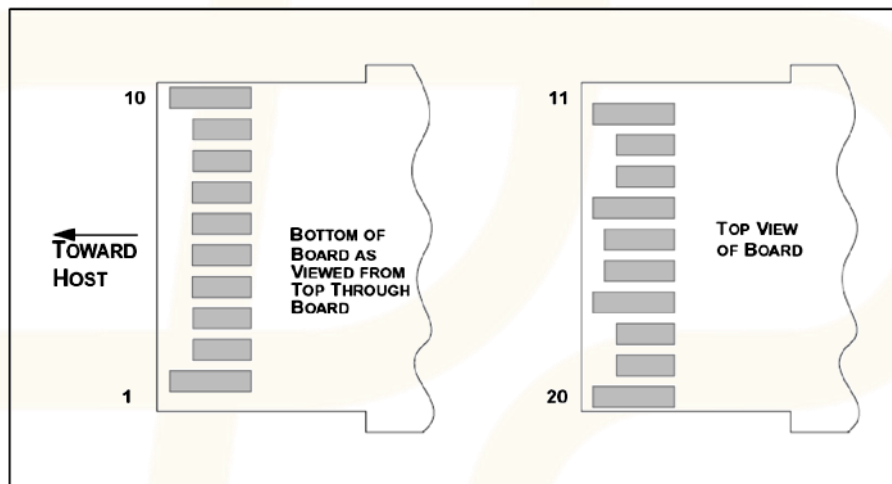 10
1
TOWARD
HOST
BOTTOM OF
BOARD AS
VIEWED FROM
TOP THROUGH
BOARD
11
20
TOP VIEW
OF BOARD